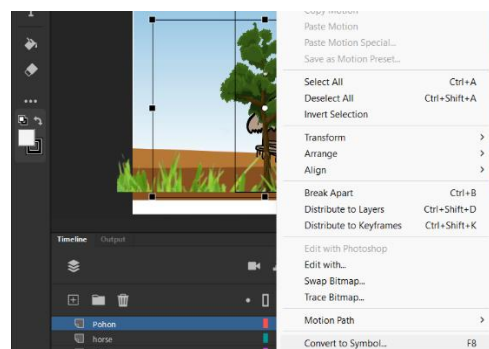 Copy Motion
Paste Motion
Paste Motion Special...
Save as Motion Preset...
Select All Ctrl+A
Deselect All Ctrl+Shift+A
Invert Selection
Transform
Arrange
Align
Break Apart Ctrl+B
Distribute to Layers Ctrl+Shift+D
Distribute to Keyframes Ctrl+Shift+K
Edit with Photoshop
Edit with...
Swap Bitmap...
Trace Bitmap...
Motion Path
Convert to Symbol... F8
Timeline Output
Pohon
horse